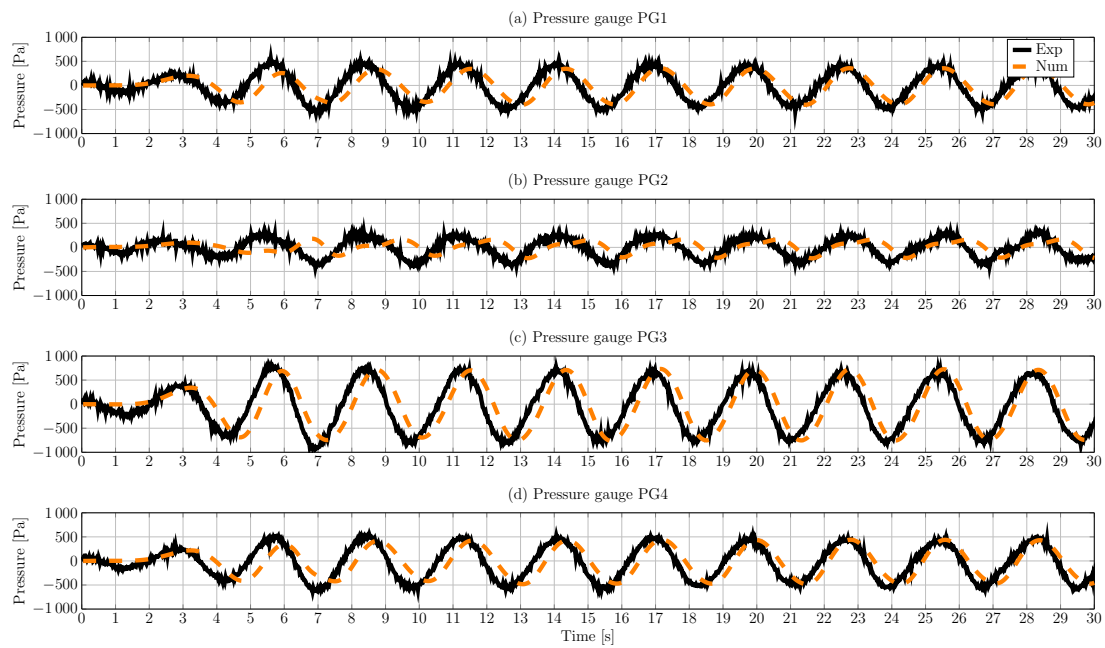 (a) Pressure gauge PG1
Pressure [Pa]
1 000
500
0
−500
−1 000
Exp
Num
0 1 2 3 4 5 6 7 8 9 10 11 12 13 14 15 16 17 18 19 20 21 22 23 24 25 26 27 28 29 30
(b) Pressure gauge PG2
Pressure [Pa]
1 000
500
0
−500
−1 000
0 1 2 3 4 5 6 7 8 9 10 11 12 13 14 15 16 17 18 19 20 21 22 23 24 25 26 27 28 29 30
(c) Pressure gauge PG3
Pressure [Pa]
1 000
500
0
−500
−1 000
0 1 2 3 4 5 6 7 8 9 10 11 12 13 14 15 16 17 18 19 20 21 22 23 24 25 26 27 28 29 30
(d) Pressure gauge PG4
Pressure [Pa]
1 000
500
0
−500
−1 000
0 1 2 3 4 5 6 7 8 9 10 11 12 13 14 15 16 17 18 19 20 21 22 23 24 25 26 27 28 29 30
Time [s]